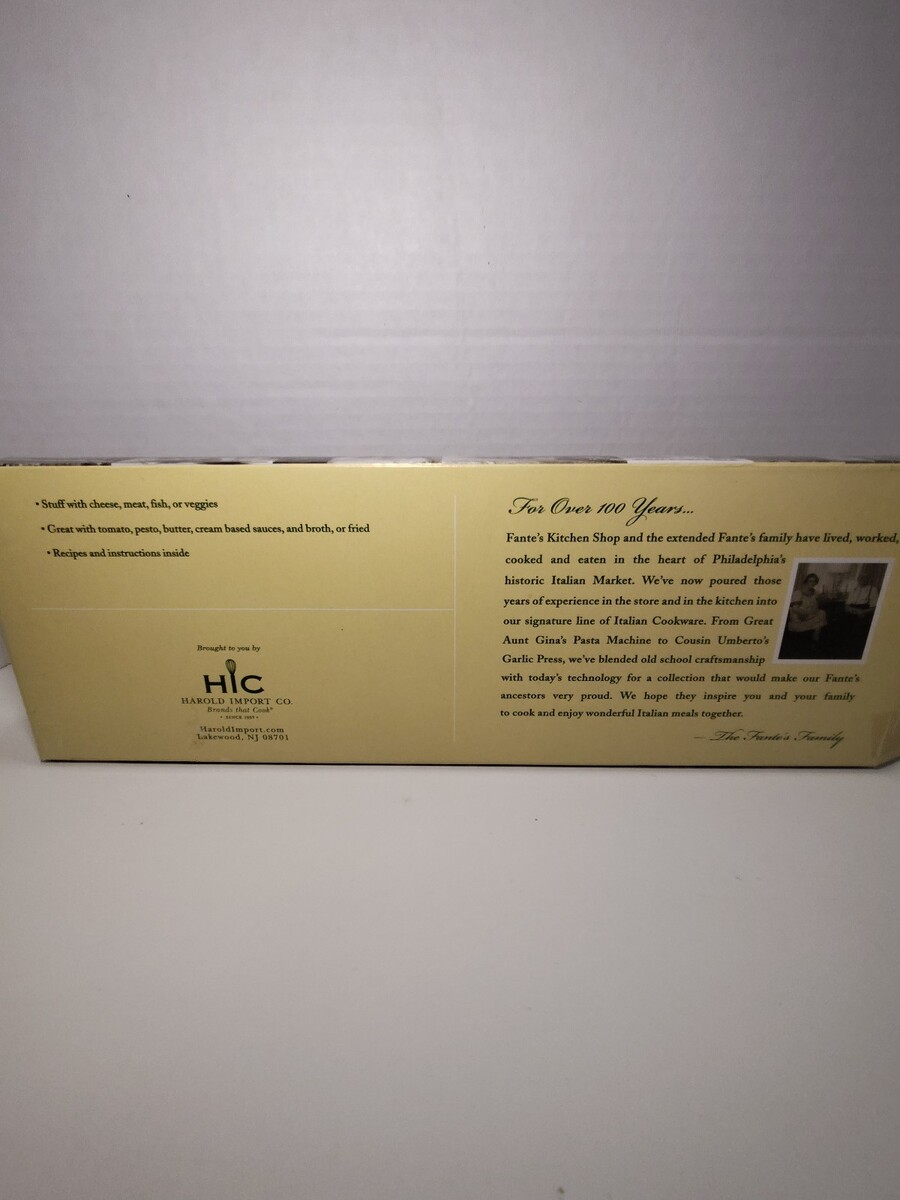 • Stuff with cheese, meat, fish, or veggies
• Great with tomato, pesto, butter, cream based sauces, and broth, or fried
• Recipes and instructions inside
Brought to you by
HIC
HAROLD IMPORT CO.
Brands that Cook®
• SINCE 1957 •
HaroldImport.com
Lakewood, NJ 08701
For Over 100 Years...
Fante's Kitchen Shop and the extended Fante's family have lived, worked,
cooked and eaten in the heart of Philadelphia's
historic Italian Market. We've now poured those
years of experience in the store and in the kitchen into
our signature line of Italian Cookware. From Great
Aunt Gina's Pasta Machine to Cousin Umberto's
Garlic Press, we've blended old school craftsmanship
with today's technology for a collection that would make our Fante's
ancestors very proud. We hope they inspire you and your family
to cook and enjoy wonderful Italian meals together.
— The Fante's Family